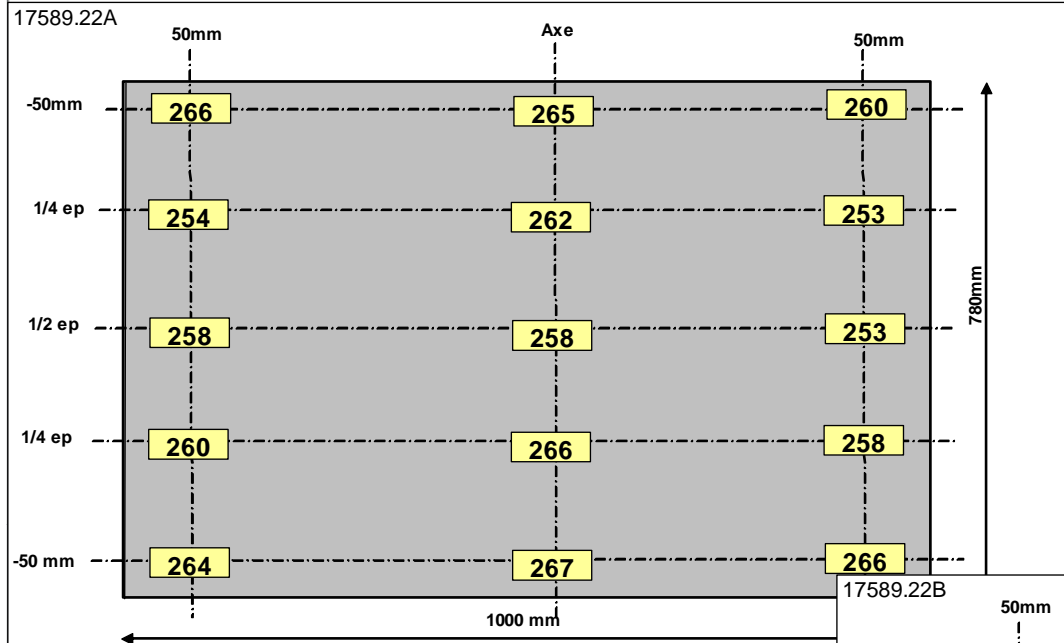 17589.22A
50mm Axe 50mm
-50mm 266 265 260
1/4 ep 254 262 253
1/2 ep 258 258 253
780mm
1/4 ep 260 266 258
-50 mm 264 267 266
1000 mm
17589.22B
50mm